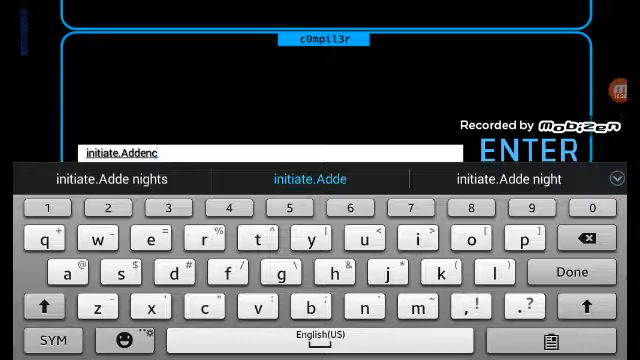 c0mpil3r
Recorded by mobizen
initiate.Addenc
ENTER
initiate.Adde nights initiate.Adde initiate.Adde night
1 2 3 4 5 6 7 8 9 0
q + w - e = r % t ^ y | u < i > o [ p ]
a @ s $ d # f / g \ h & j * k ( l ) Done
z x c " v : b ; n m ~ , ! . ?
SYM English(US)